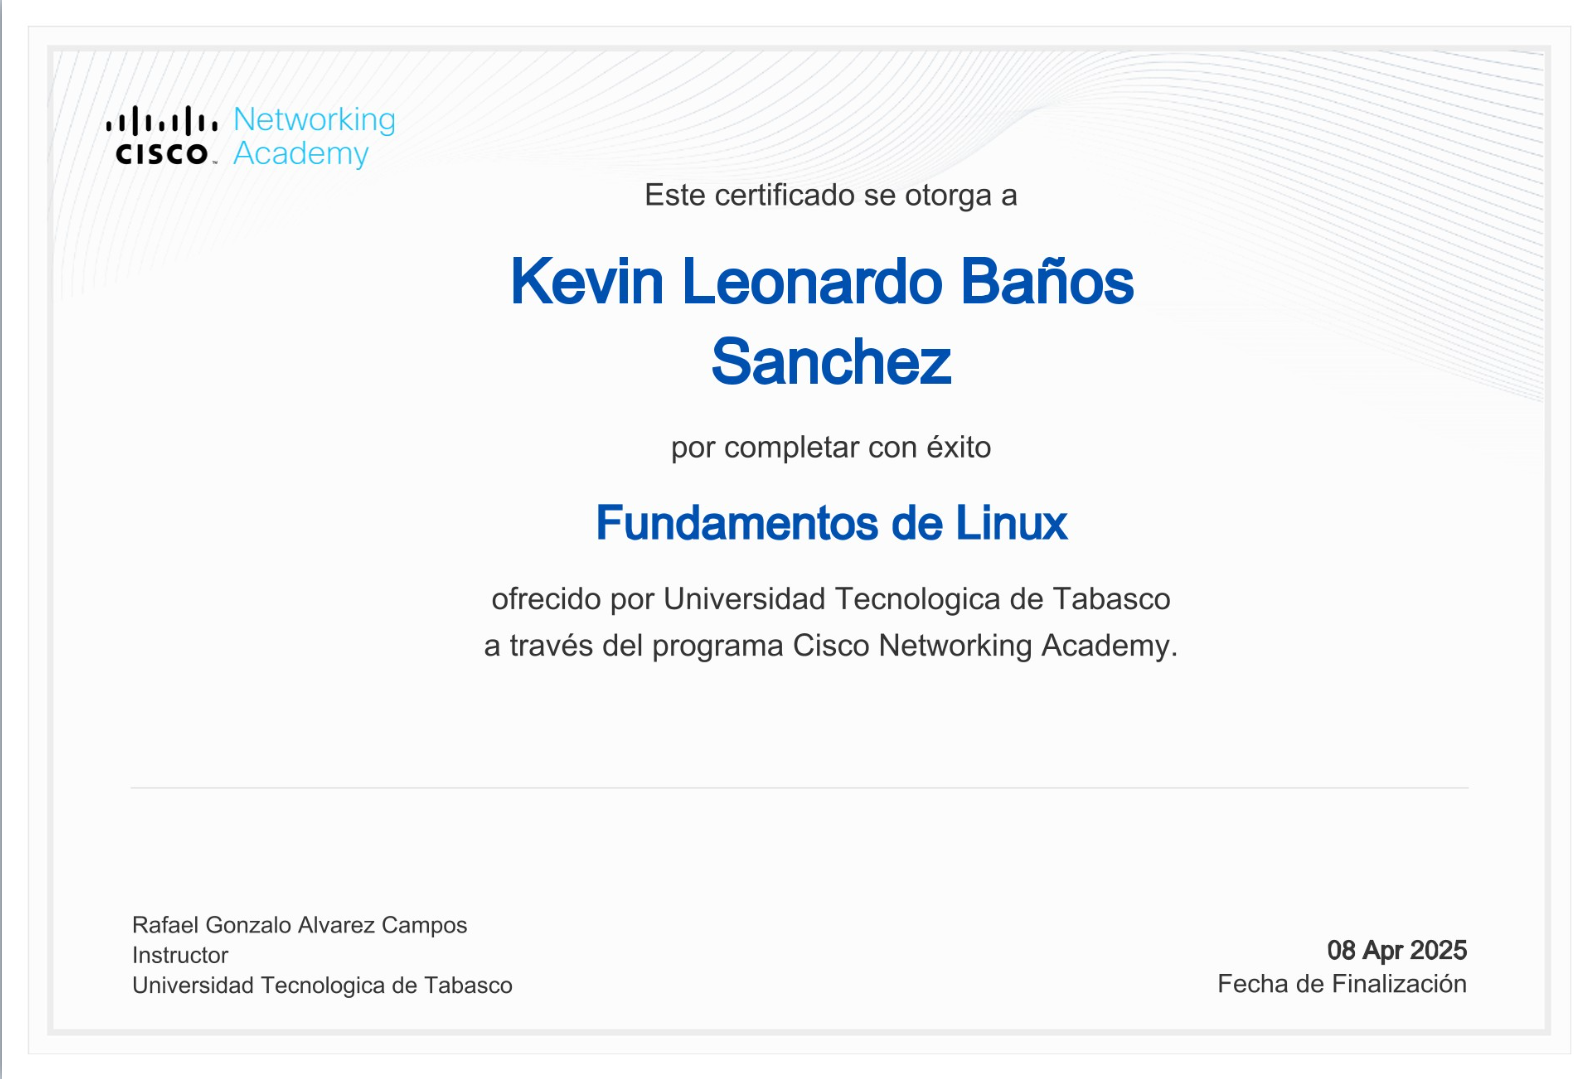 Networking
CISCO™ Academy
Este certificado se otorga a
Kevin Leonardo Baños
Sanchez
por completar con éxito
Fundamentos de Linux
ofrecido por Universidad Tecnologica de Tabasco
a través del programa Cisco Networking Academy.
Rafael Gonzalo Alvarez Campos
Instructor
Universidad Tecnologica de Tabasco
08 Apr 2025
Fecha de Finalización